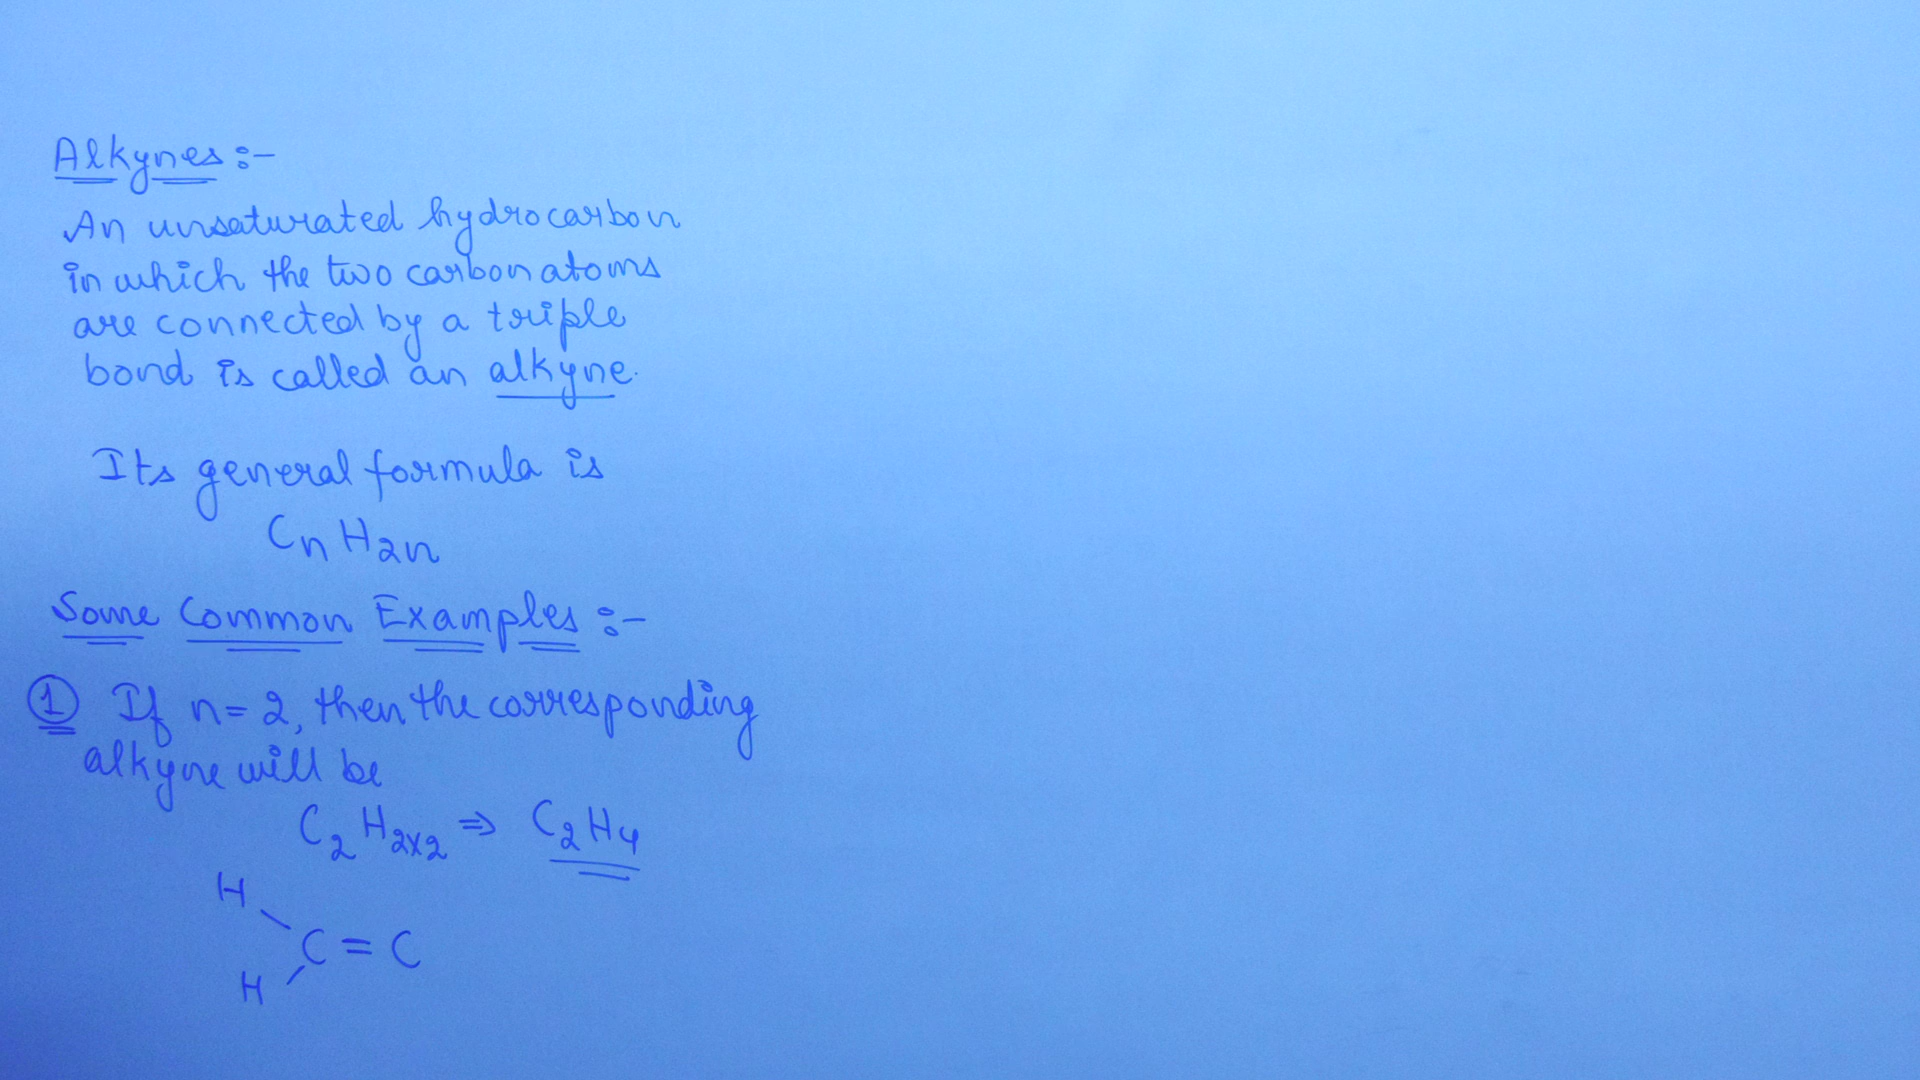 Alkynes :-
An unsaturated hydrocarbon
in which the two carbon atoms
are connected by a triple
bond is called an alkyne.
Its general formula is
CnH2n
Some Common Examples :-
① If n=2, then the corresponding
alkyne will be
C2H2x2 ⇒ C2H4
H
C = C
H